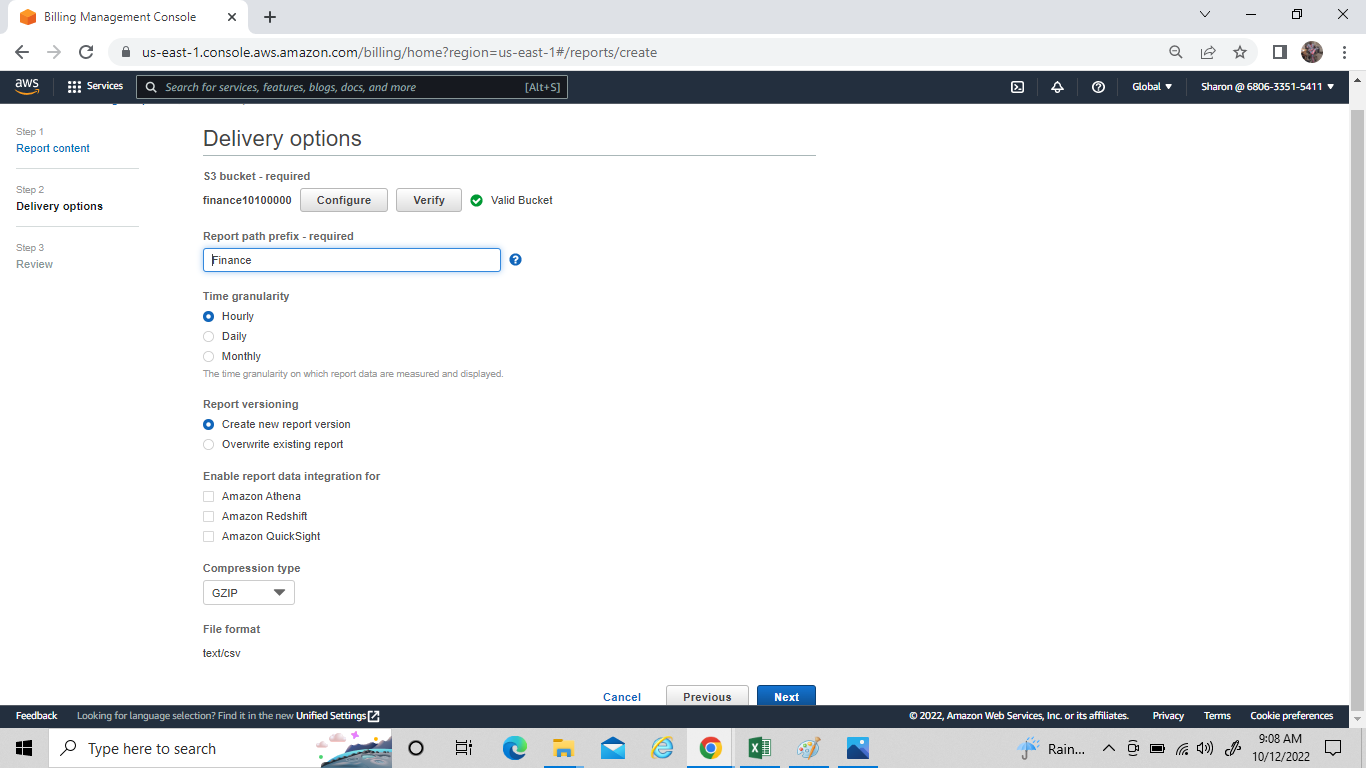 Billing Management Console
us-east-1.console.aws.amazon.com/billing/home?region=us-east-1#/reports/create
aws
Services
Search for services, features, blogs, docs, and more
[Alt+S]
Global
Sharon @ 6806-3351-5411
Step 1
Report content
Step 2
Delivery options
Step 3
Review
Delivery options
S3 bucket - required
finance10100000 Configure Verify Valid Bucket
Report path prefix - required
Finance
Time granularity
Hourly
Daily
Monthly
The time granularity on which report data are measured and displayed.
Report versioning
Create new report version
Overwrite existing report
Enable report data integration for
Amazon Athena
Amazon Redshift
Amazon QuickSight
Compression type
GZIP
File format
text/csv
Cancel Previous Next
Feedback Looking for language selection? Find it in the new Unified Settings
© 2022, Amazon Web Services, Inc. or its affiliates. Privacy Terms Cookie preferences
Type here to search
Rain...
9:08 AM
10/12/2022